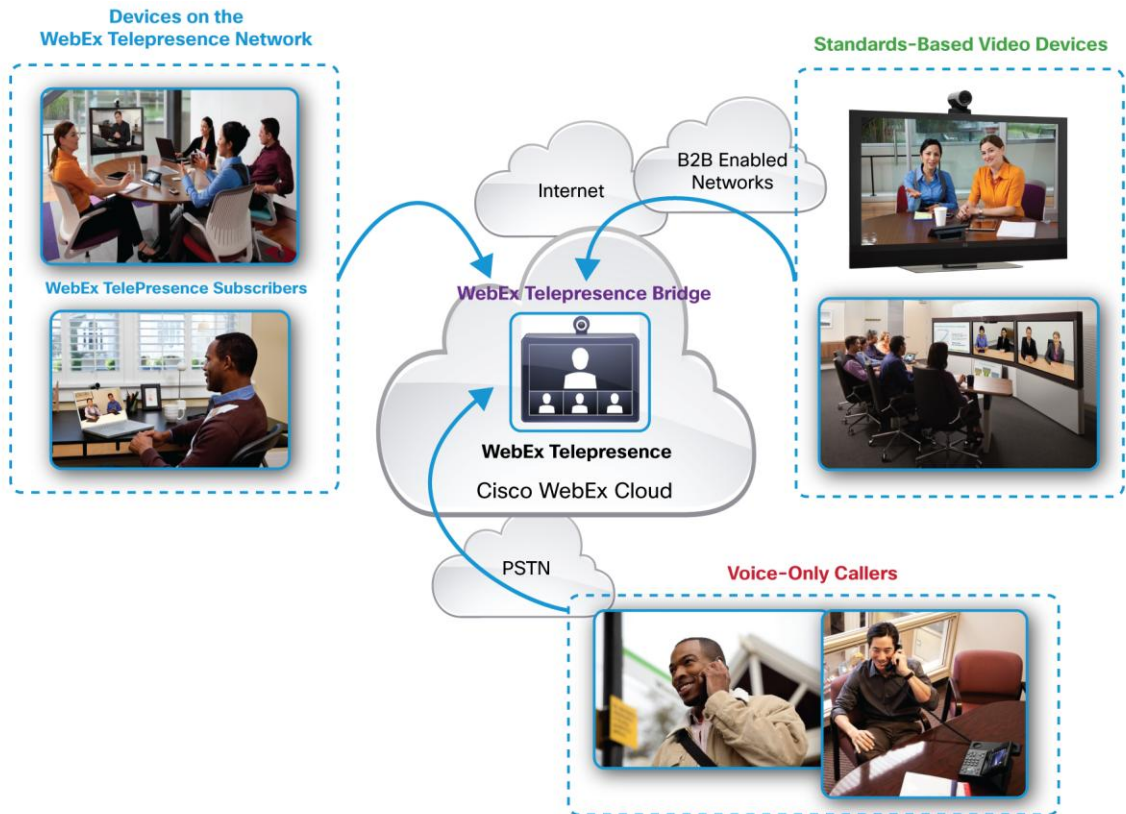 Devices on the
WebEx Telepresence Network
WebEx TelePresence Subscribers
Internet
B2B Enabled
Networks
WebEx Telepresence Bridge
WebEx Telepresence
Cisco WebEx Cloud
PSTN
Standards-Based Video Devices
Voice-Only Callers